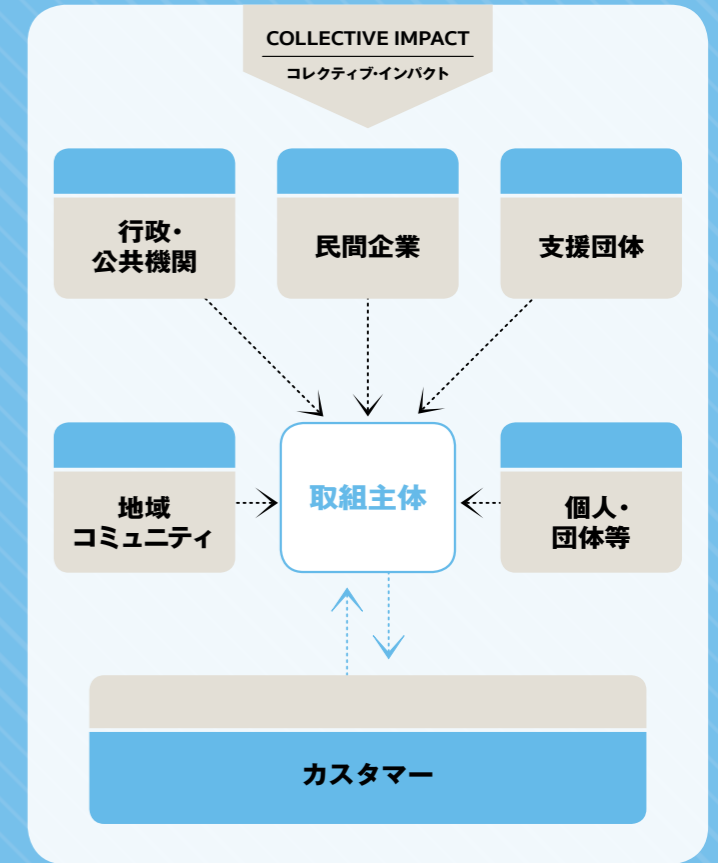 COLLECTIVE IMPACT
コレクティブ・インパクト
行政・
公共機関
民間企業
支援団体
地域
コミュニティ
取組主体
個人・
団体等
カスタマー